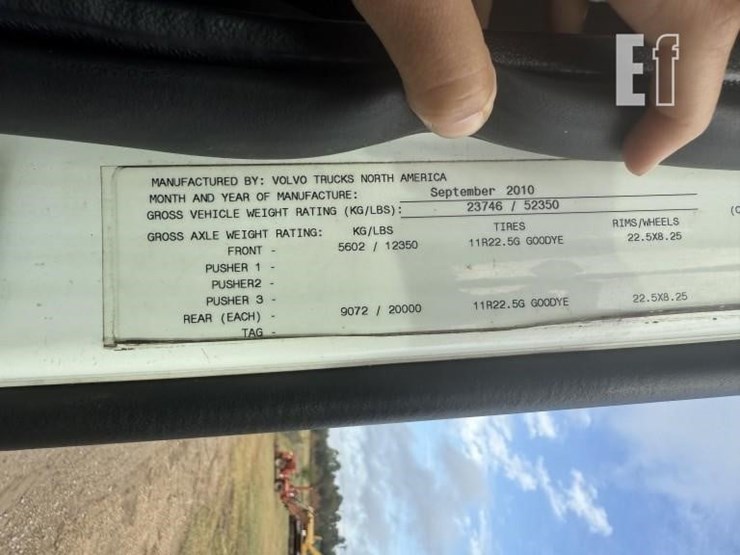 Ef
MANUFACTURED BY: VOLVO TRUCKS NORTH AMERICA
MONTH AND YEAR OF MANUFACTURE: September 2010
GROSS VEHICLE WEIGHT RATING (KG/LBS): 23746 / 52350
GROSS AXLE WEIGHT RATING: KG/LBS TIRES RIMS/WHEELS
FRONT - 5602 / 12350 11R22.5G GOODYE 22.5X8.25
PUSHER 1 -
PUSHER2 -
PUSHER 3 -
REAR (EACH) - 9072 / 20000 11R22.5G GOODYE 22.5X8.25
TAG -